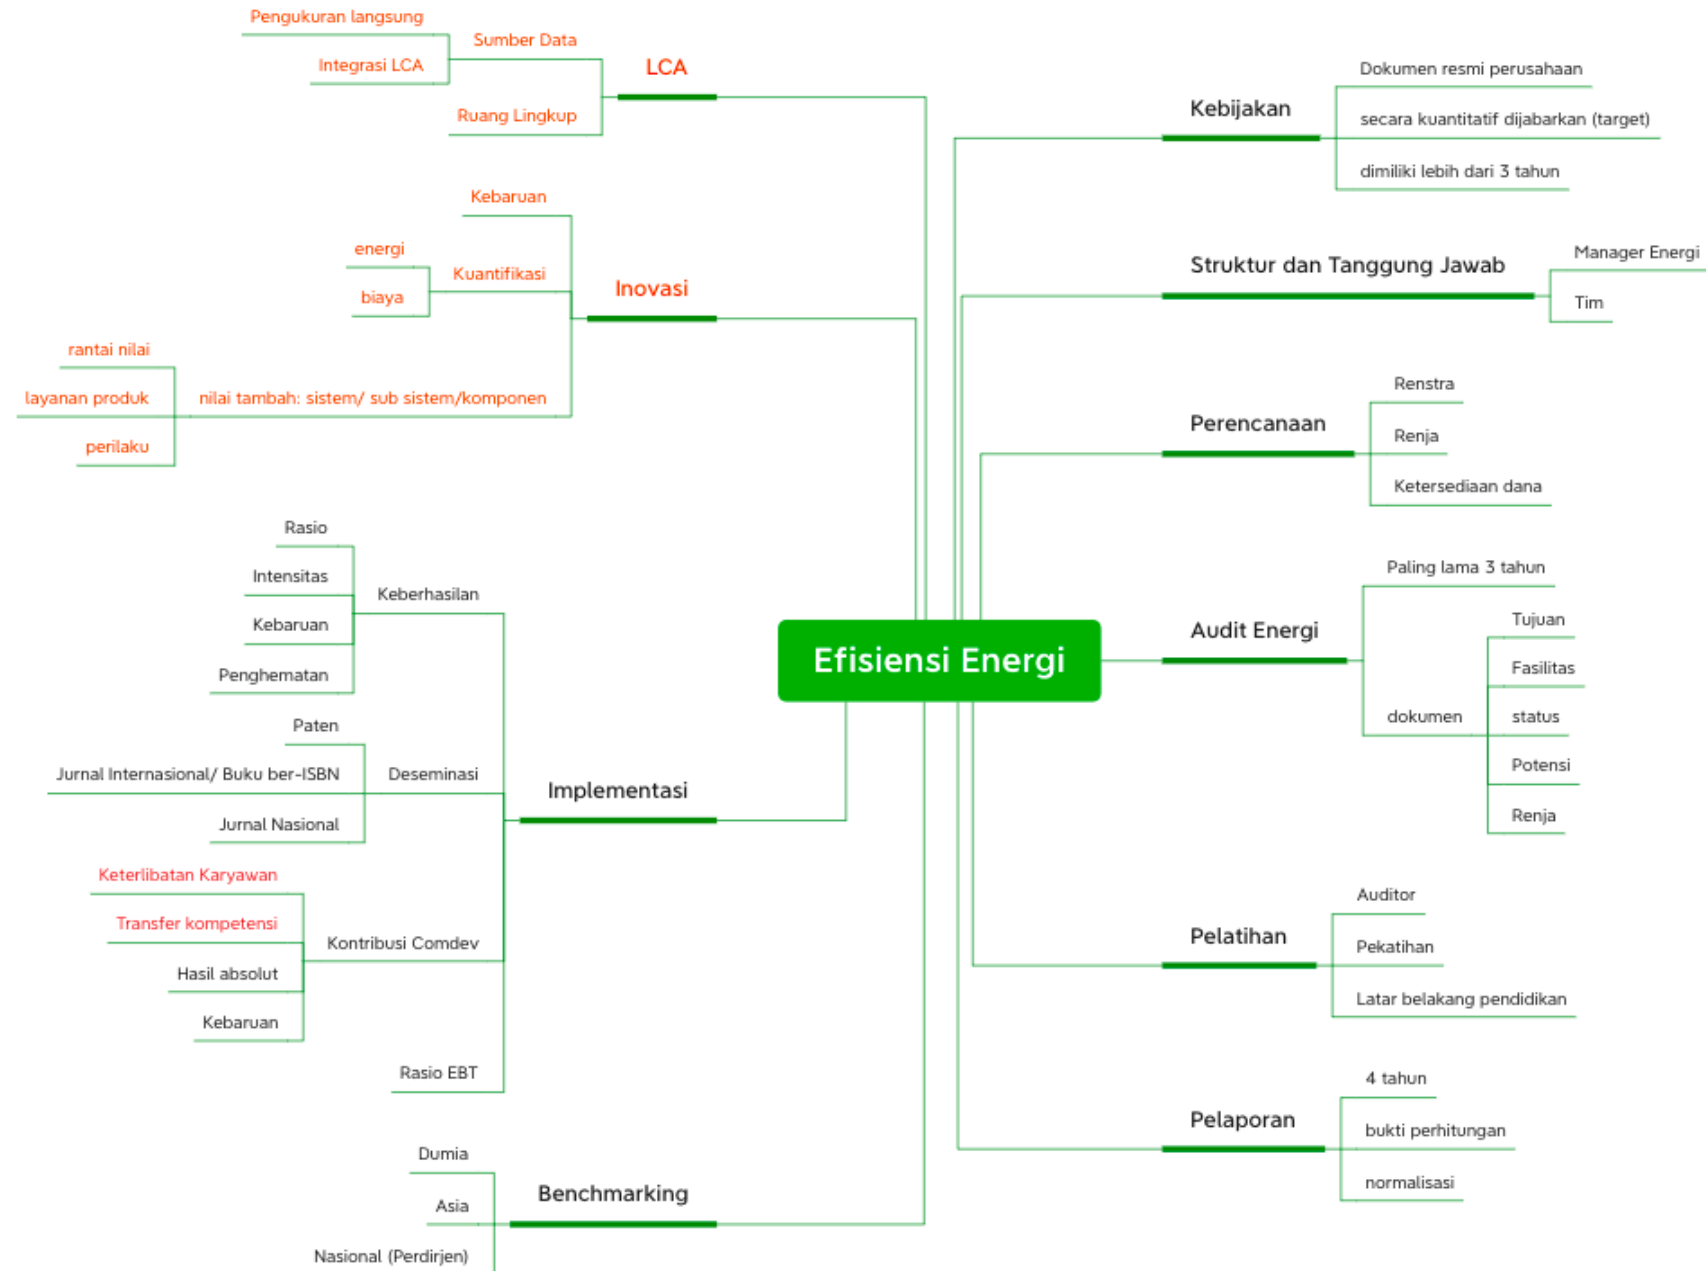 Efisiensi Energi
Kebijakan
Dokumen resmi perusahaan
secara kuantitatif dijabarkan (target)
dimiliki lebih dari 3 tahun
Struktur dan Tanggung Jawab
Manager Energi
Tim
Perencanaan
Renstra
Renja
Ketersediaan dana
Audit Energi
Paling lama 3 tahun
dokumen
Tujuan
Fasilitas
status
Potensi
Renja
Pelatihan
Auditor
Pekatihan
Latar belakang pendidikan
Pelaporan
4 tahun
bukti perhitungan
normalisasi
LCA
Sumber Data
Pengukuran langsung
Integrasi LCA
Ruang Lingkup
Inovasi
Kebaruan
Kuantifikasi
energi
biaya
nilai tambah: sistem/ sub sistem/komponen
rantai nilai
layanan produk
perilaku
Implementasi
Keberhasilan
Rasio
Intensitas
Kebaruan
Penghematan
Deseminasi
Paten
Jurnal Internasional/ Buku ber-ISBN
Jurnal Nasional
Kontribusi Comdev
Keterlibatan Karyawan
Transfer kompetensi
Hasil absolut
Kebaruan
Rasio EBT
Benchmarking
Dumia
Asia
Nasional (Perdirjen)